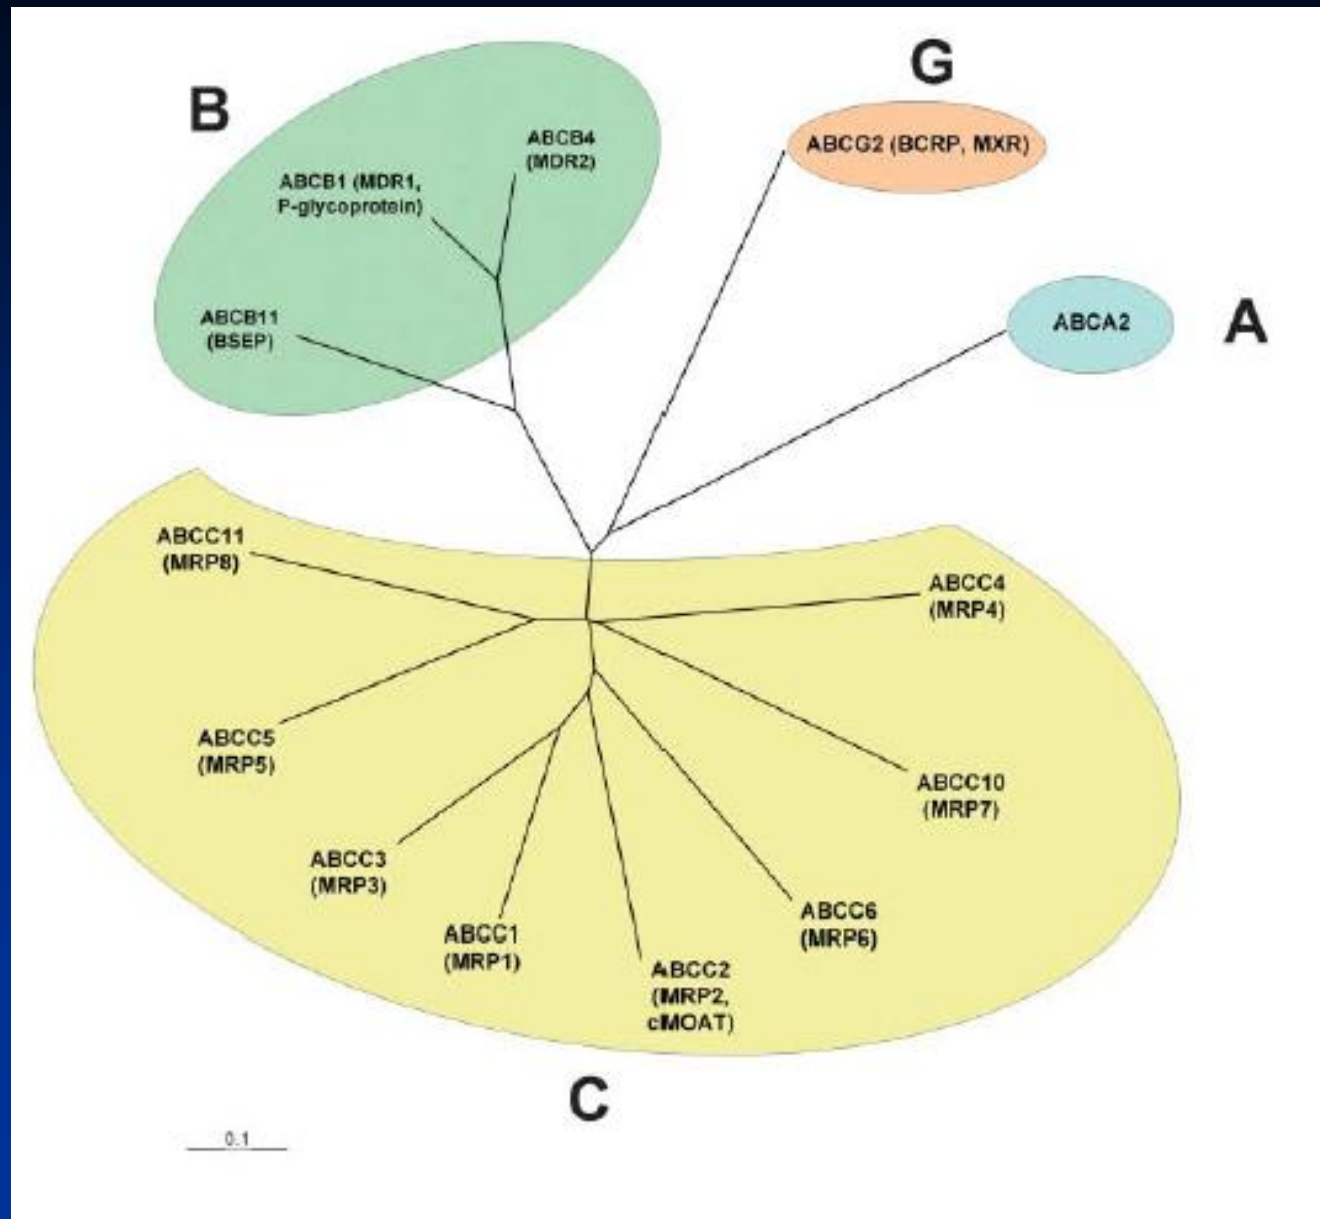 B
G
ABCB4
(MDR2)
ABCG2 (BCRP, MXR)
ABCB1 (MDR1,
P-glycoprotein)
ABCB11
(BSEP)
ABCA2
A
ABCC11
(MRP8)
ABCC4
(MRP4)
ABCC5
(MRP5)
ABCC10
(MRP7)
ABCC3
(MRP3)
ABCC6
(MRP6)
ABCC1
(MRP1)
ABCC2
(MRP2,
cMOAT)
C
0.1